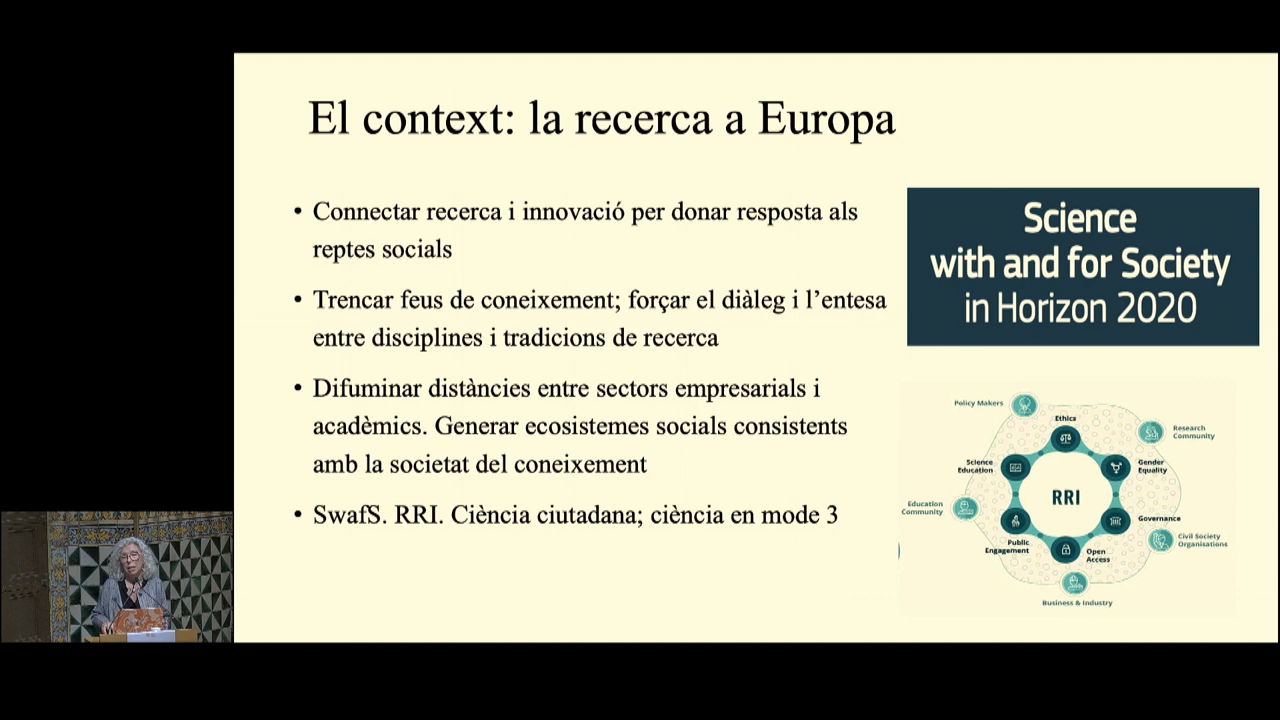 El context: la recerca a Europa
• Connectar recerca i innovació per donar resposta als
reptes socials
• Trencar feus de coneixement; forçar el diàleg i l’entesa
entre disciplines i tradicions de recerca
• Difuminar distàncies entre sectors empresarials i
acadèmics. Generar ecosistemes socials consistents
amb la societat del coneixement
• SwafS. RRI. Ciència ciutadana; ciència en mode 3
Science
with and for Society
in Horizon 2020
Policy Makers
Ethics
Research
Community
Science
Education
Gender
Equality
RRI
Education
Community
Governance
Public
Engagement
Open
Access
Civil Society
Organisations
Business & Industry